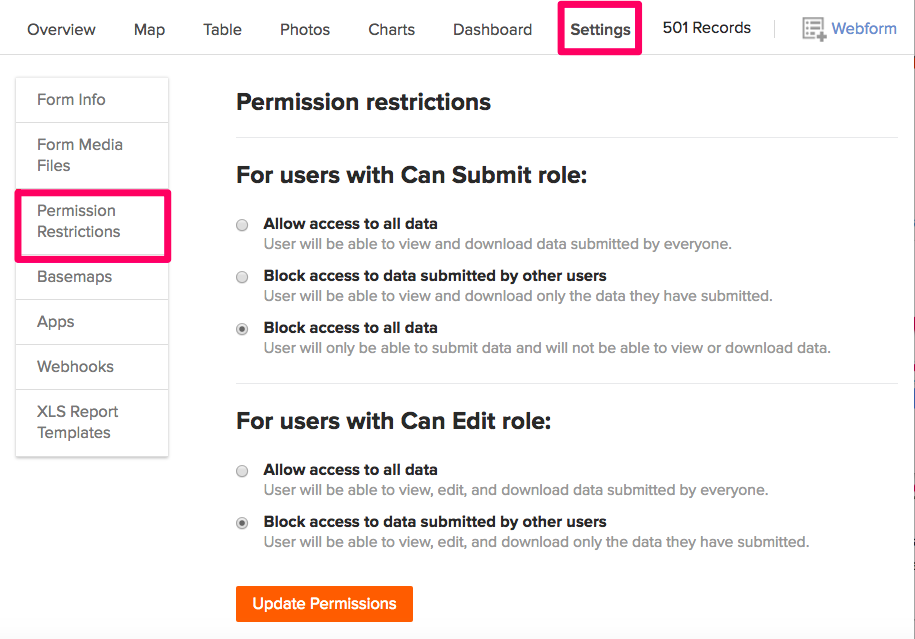 Overview Map Table Photos Charts Dashboard Settings 501 Records Webform
Form Info
Form Media
Files
Permission
Restrictions
Basemaps
Apps
Webhooks
XLS Report
Templates
Permission restrictions
For users with Can Submit role:
Allow access to all data
User will be able to view and download data submitted by everyone.
Block access to data submitted by other users
User will be able to view and download only the data they have submitted.
Block access to all data
User will only be able to submit data and will not be able to view or download data.
For users with Can Edit role:
Allow access to all data
User will be able to view, edit, and download data submitted by everyone.
Block access to data submitted by other users
User will be able to view, edit, and download only the data they have submitted.
Update Permissions